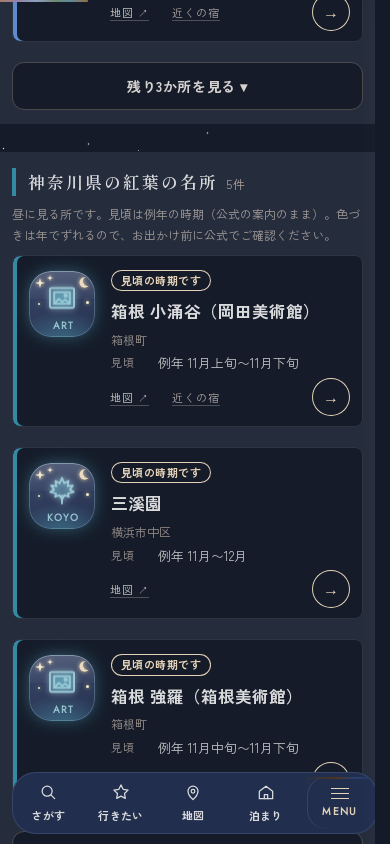 地図 ↗ 近くの宿 →
残り3か所を見る ▾
神奈川県の紅葉の名所 5件
昼に見る所です。見頃は例年の時期（公式の案内のまま）。色づ
きは年でずれるので、お出かけ前に公式でご確認ください。
見頃の時期です
ART
箱根 小涌谷（岡田美術館）
箱根町
見頃 例年 11月上旬〜11月下旬
地図 ↗ 近くの宿 →
見頃の時期です
KOYO
三溪園
横浜市中区
見頃 例年 11月〜12月
地図 ↗ →
見頃の時期です
ART
箱根 強羅（箱根美術館）
箱根町
見頃 例年 11月中旬〜11月下旬
さがす 行きたい 地図 泊まり MENU